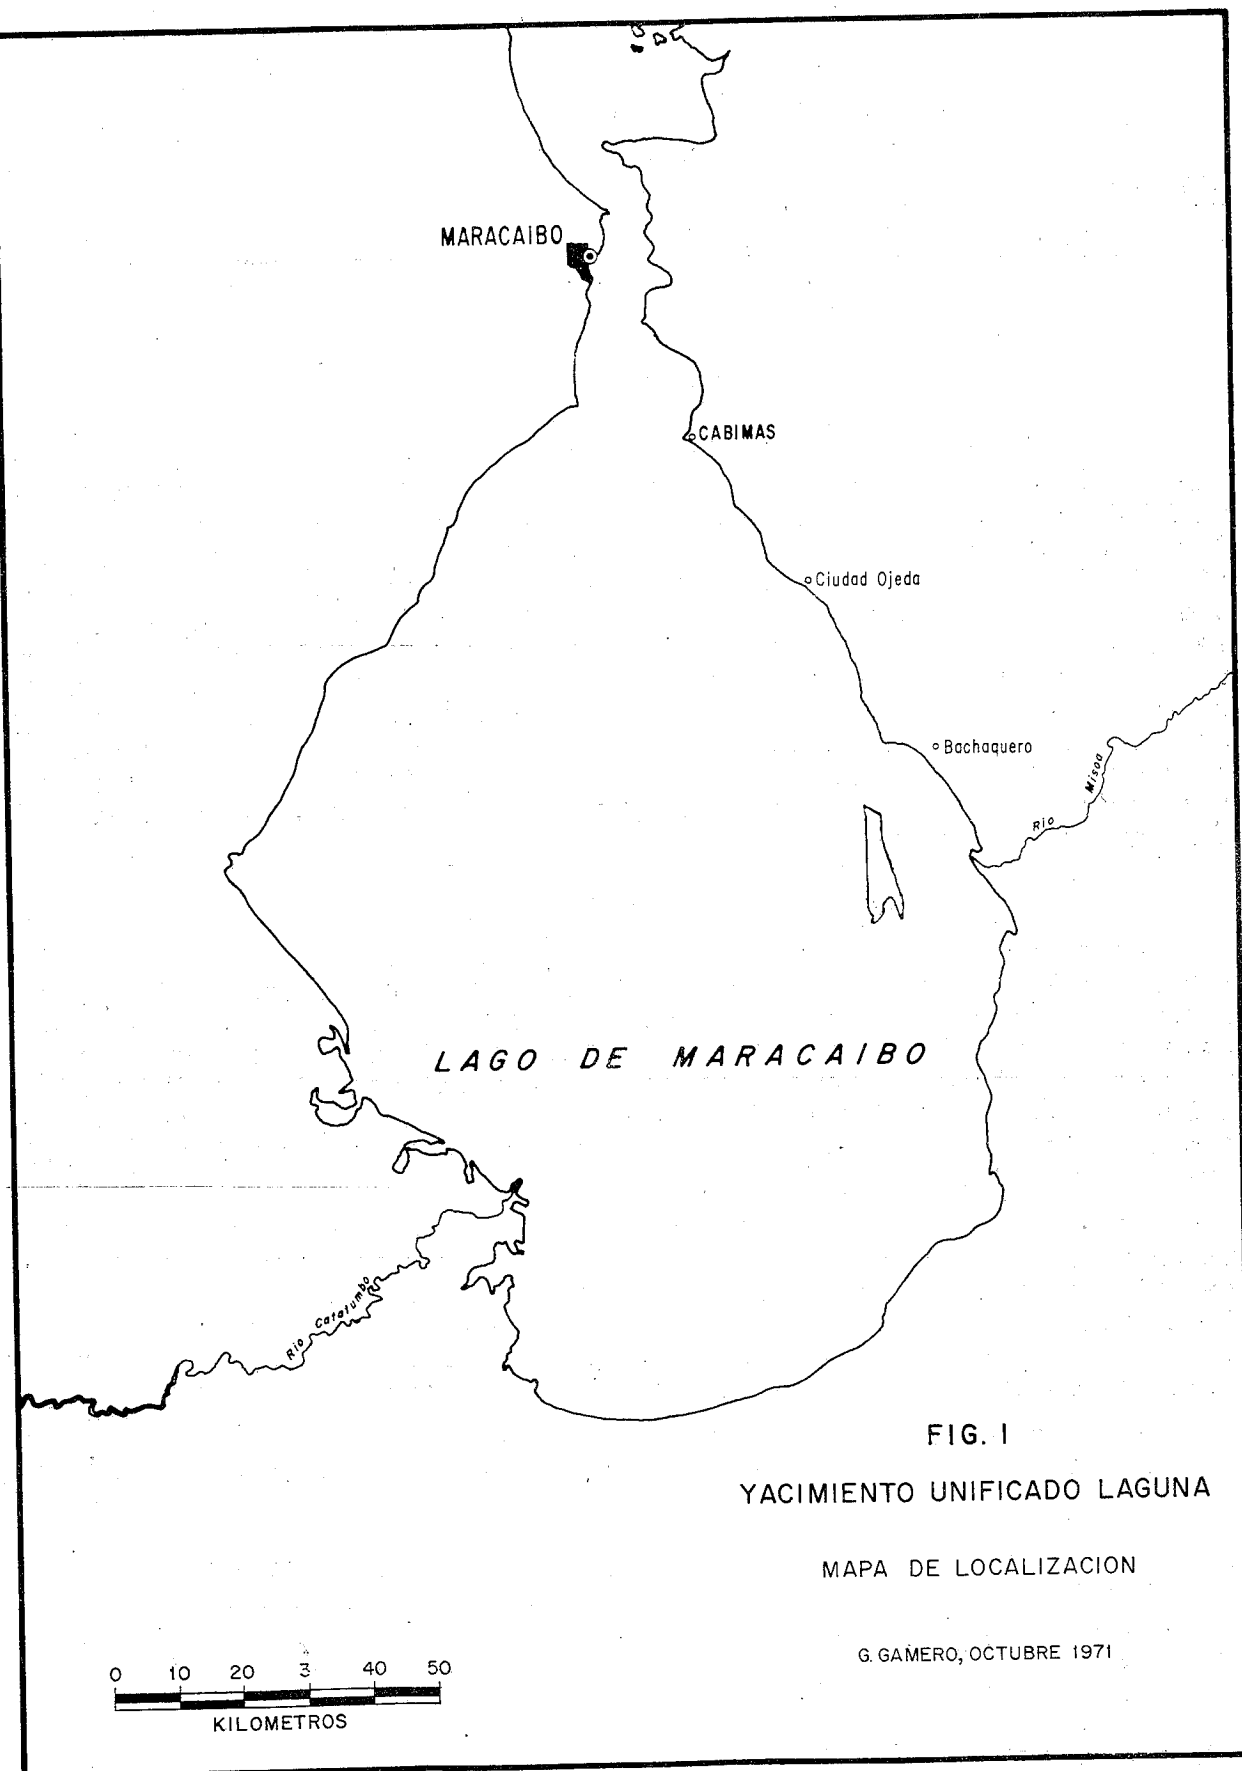 MARACAIBO
CABIMAS
Ciudad Ojeda
Bachaquero
Rio Misoa
LAGO DE MARACAIBO
Rio Catatumbo
FIG. I
YACIMIENTO UNIFICADO LAGUNA
MAPA DE LOCALIZACION
G. GAMERO, OCTUBRE 1971
0 10 20 3 40 50
KILOMETROS